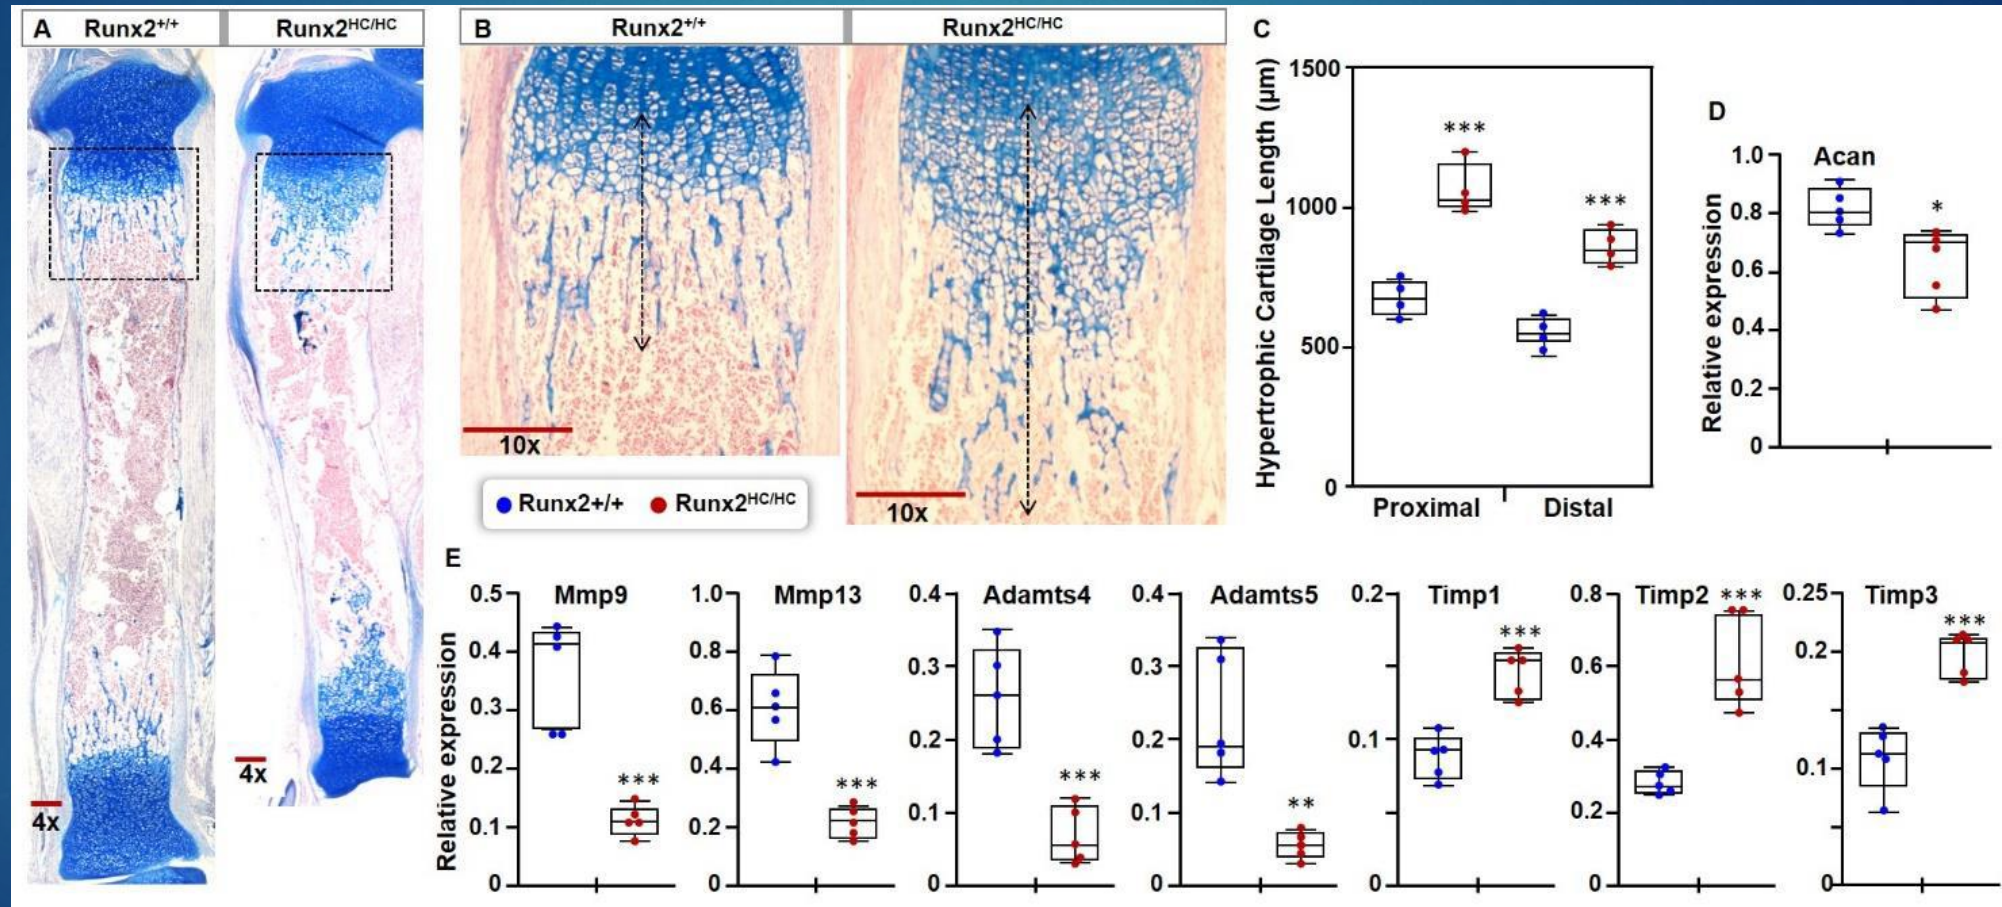 A Runx2+/+ Runx2HC/HC
4x
4x
B Runx2+/+ Runx2HC/HC
10x
10x
Runx2+/+ Runx2HC/HC
C
Hypertrophic Cartilage Length (µm)
1500
1000
500
0
***
***
Proximal Distal
D
Relative expression
Acan
1.0
0.8
0.6
0.4
0.2
0
*
E
Relative expression
Mmp9
0.5
0.4
0.3
0.2
0.1
0
***
Mmp13
1.0
0.8
0.6
0.4
0.2
0
***
Adamts4
0.4
0.3
0.2
0.1
0
***
Adamts5
0.4
0.3
0.2
0.1
0
**
Timp1
0.2
0.1
0
***
Timp2
0.8
0.6
0.4
0.2
0
***
Timp3
0.25
0.2
0.1
0
***